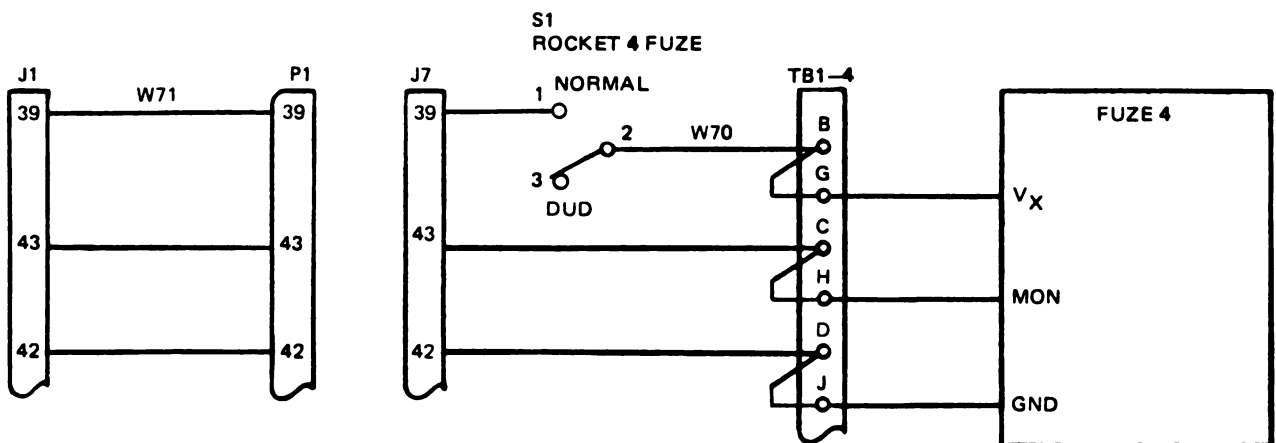 S1
ROCKET 4 FUZE
J1
W71
P1
J7
NORMAL
TB1–4
39
39
39
1
2
3
DUD
W70
B
G
FUZE 4
VX
43
43
43
C
H
MON
42
42
42
D
J
GND